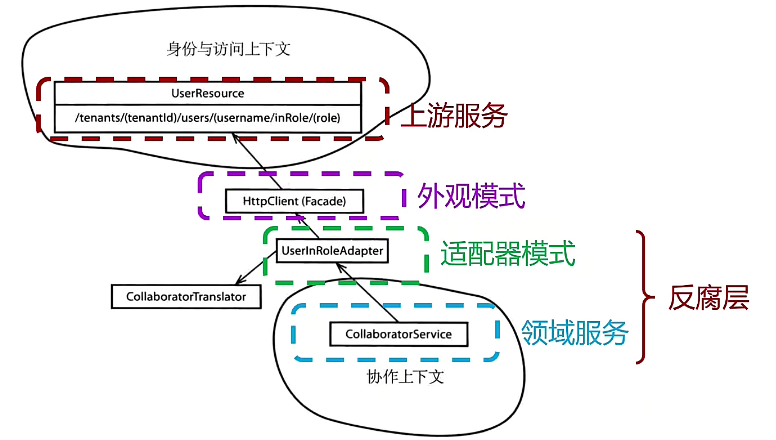 身份与访问上下文
UserResource
/tenants/(tenantId)/users/(username/inRole/(role)
上游服务
HttpClient (Facade)
外观模式
UserInRoleAdapter
适配器模式
CollaboratorTranslator
反腐层
CollaboratorService
领域服务
协作上下文